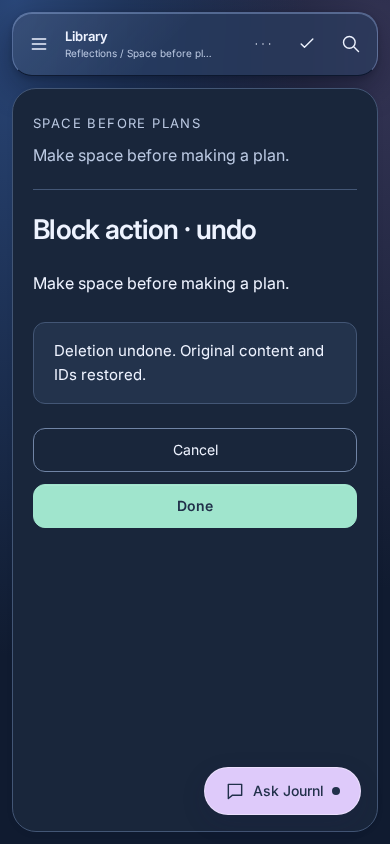 Library
Reflections / Space before pl...
SPACE BEFORE PLANS
Make space before making a plan.
Block action · undo
Make space before making a plan.
Deletion undone. Original content and
IDs restored.
Cancel
Done
Ask Journl